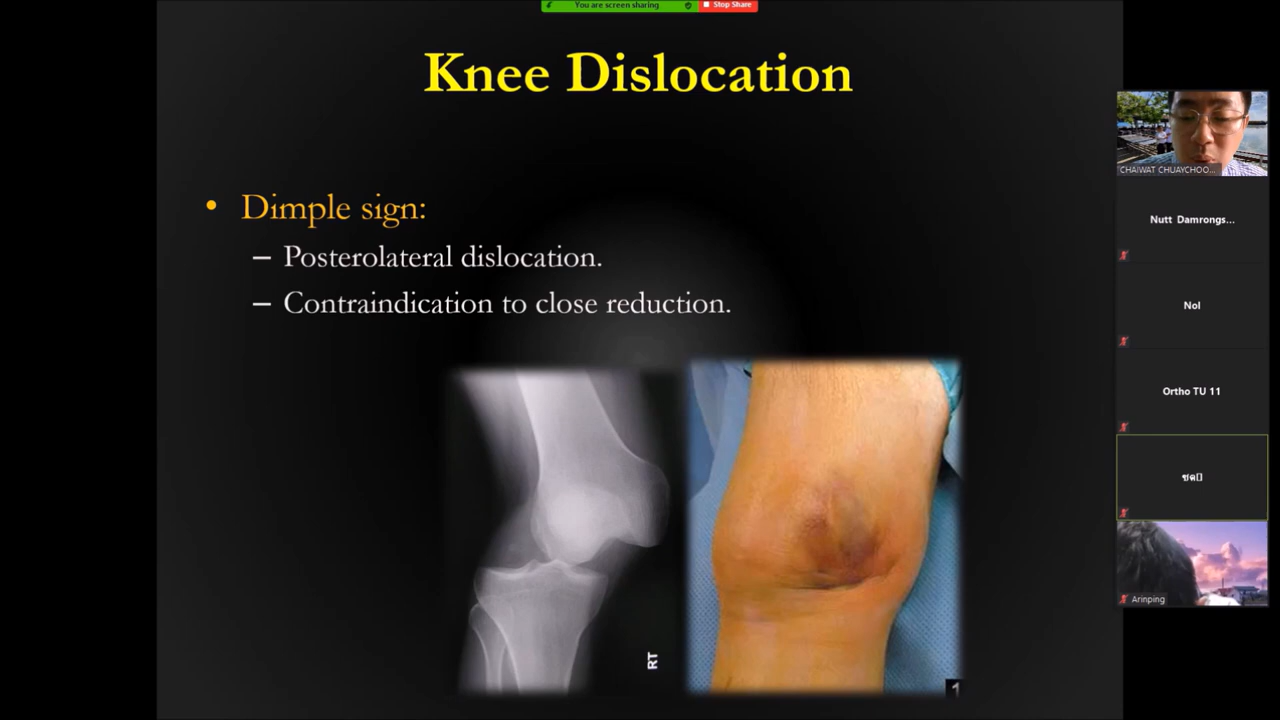 You are screen sharing
Stop Share
Knee Dislocation
• Dimple sign:
– Posterolateral dislocation.
– Contraindication to close reduction.
RT
1
CHAIWAT CHUAYCHOO...
Nutt Damrongs...
Nol
Ortho TU 11
Arinping